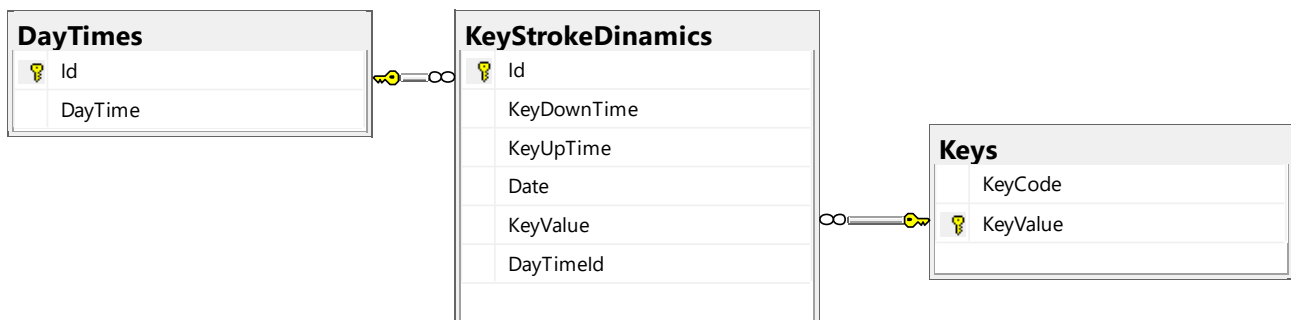 DayTimes
Id
DayTime
KeyStrokeDinamics
Id
KeyDownTime
KeyUpTime
Date
KeyValue
DayTimeId
Keys
KeyCode
KeyValue